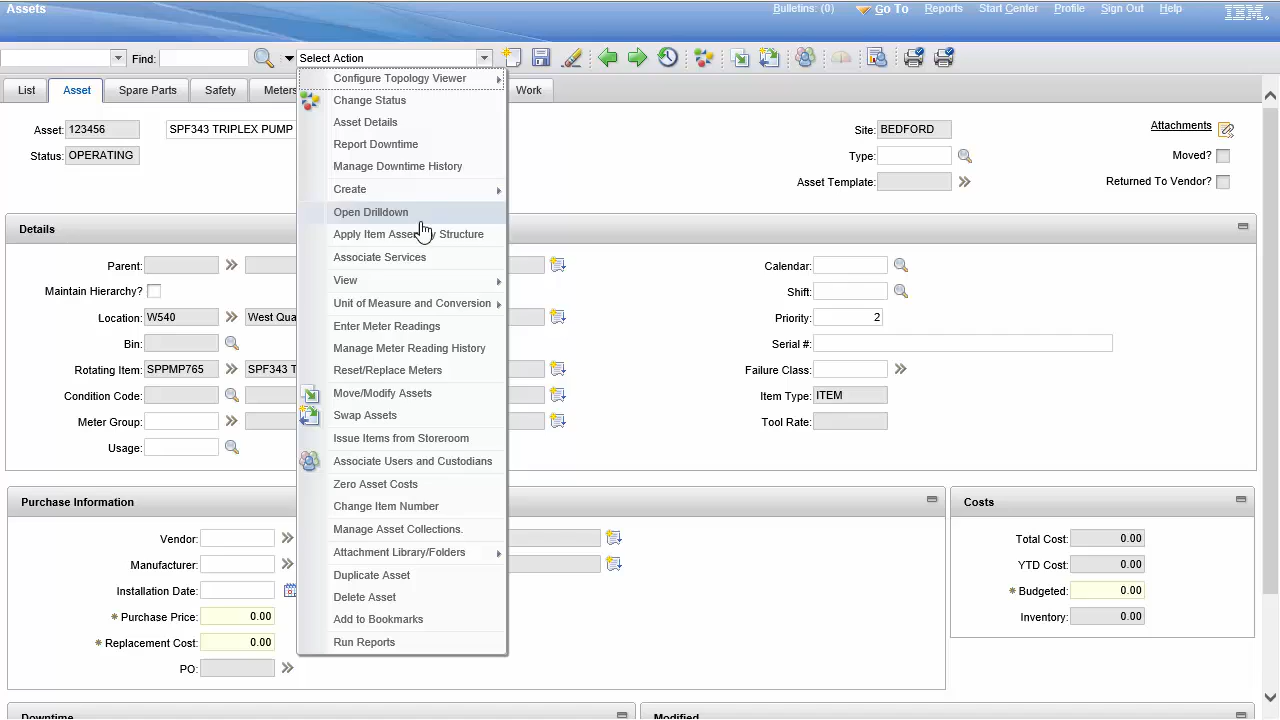 Assets
Bulletins: (0) Go To Reports Start Center Profile Sign Out Help IBM.
Find: Select Action
List Asset Spare Parts Safety Meters Work
Configure Topology Viewer
Change Status
Asset Details
Report Downtime
Manage Downtime History
Create
Open Drilldown
Apply Item Assembly Structure
Associate Services
View
Unit of Measure and Conversion
Enter Meter Readings
Manage Meter Reading History
Reset/Replace Meters
Move/Modify Assets
Swap Assets
Issue Items from Storeroom
Associate Users and Custodians
Zero Asset Costs
Change Item Number
Manage Asset Collections.
Attachment Library/Folders
Duplicate Asset
Delete Asset
Add to Bookmarks
Run Reports
Asset: 123456 SPF343 TRIPLEX PUMP
Status: OPERATING
Site: BEDFORD
Type:
Asset Template:
Attachments
Moved?
Returned To Vendor?
Details
Parent:
Maintain Hierarchy?
Location: W540 West Qua
Bin:
Rotating Item: SPPMP765 SPF343 T
Condition Code:
Meter Group:
Usage:
Calendar:
Shift:
Priority: 2
Serial #:
Failure Class:
Item Type: ITEM
Tool Rate:
Purchase Information
Vendor:
Manufacturer:
Installation Date:
* Purchase Price: 0.00
* Replacement Cost: 0.00
PO:
Costs
Total Cost: 0.00
YTD Cost: 0.00
* Budgeted: 0.00
Inventory: 0.00
Downtime
Modified